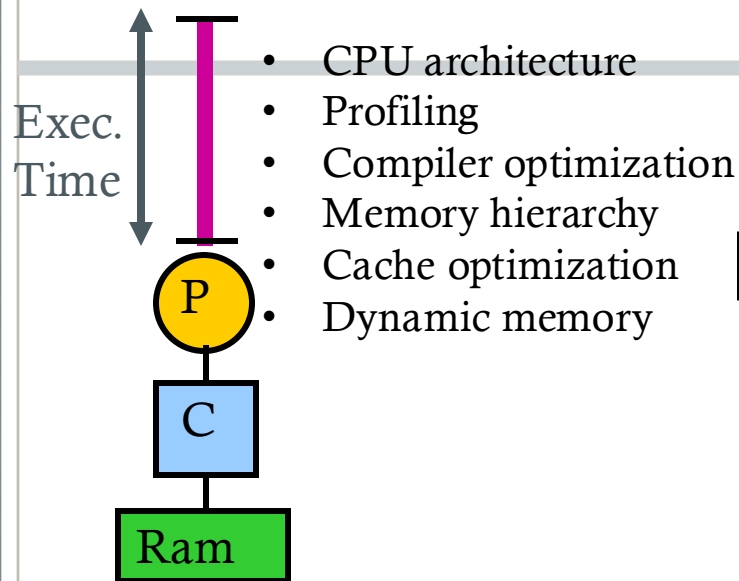 Exec.
Time
• CPU architecture
• Profiling
• Compiler optimization
• Memory hierarchy
• Cache optimization
• Dynamic memory
P
C
Ram